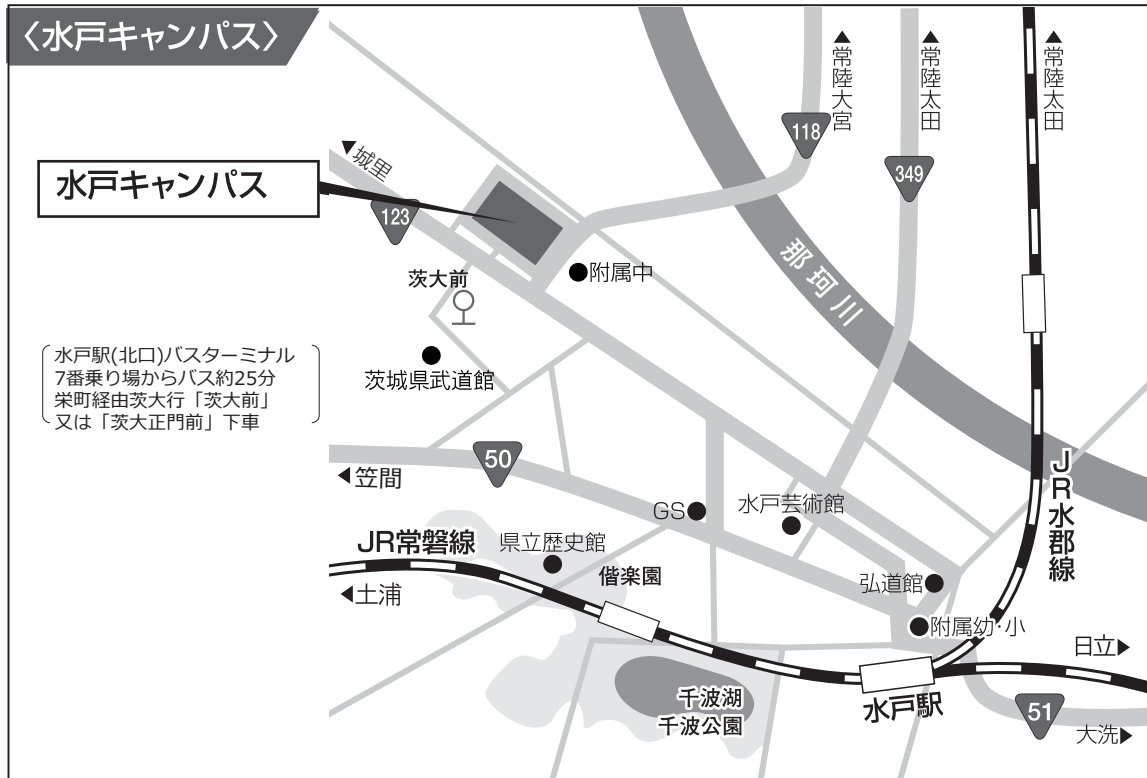 〈水戸キャンパス〉
▲常陸大宮
▲常陸太田
▲常陸太田
118
◀城里
349
水戸キャンパス
123
那珂川
附属中
茨大前
水戸駅(北口)バスターミナル
7番乗り場からバス約25分
栄町経由茨大行「茨大前」
又は「茨大正門前」下車
茨城県武道館
50
◀笠間
JR水郡線
GS
水戸芸術館
JR常磐線
県立歴史館
偕楽園
弘道館
◀土浦
附属幼・小
日立▶
千波湖
千波公園
水戸駅
51
大洗▶